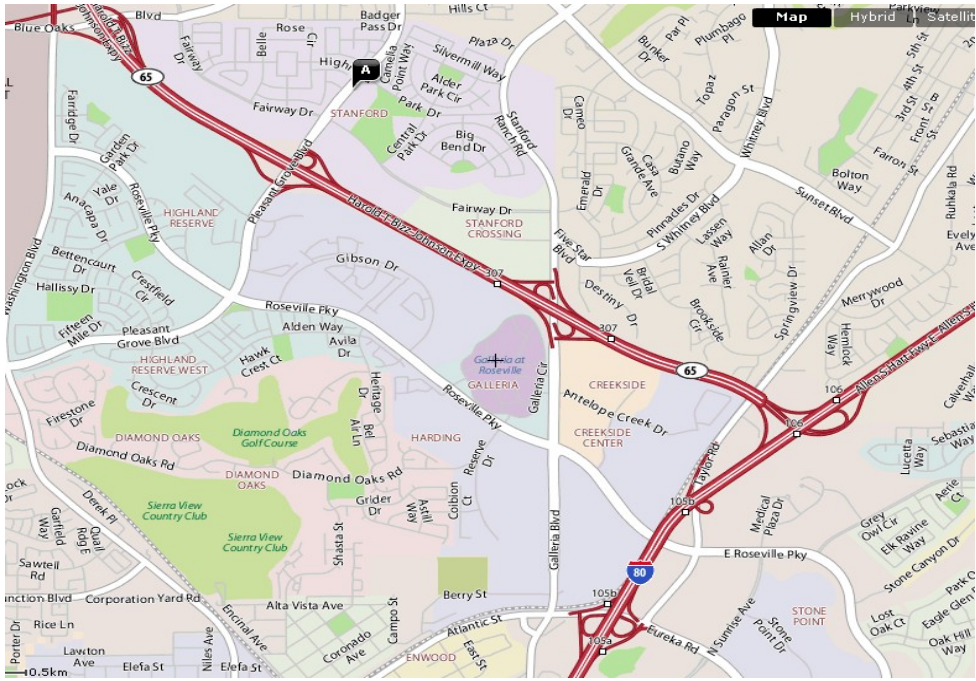 Blue Oaks
Blvd
Badger
Pass Dr
Hills Ct
Map
Hybrid
Harold T Bizz
Johnson Expy
Fairway
Dr
Belle
Rose
Cir
Camellia
Point Way
Plaza Dr
Silvermill Way
Bunker
Dr
Par Pl
Plumbago
Pl
5th St
4th St
3rd St
B
St
Front
St
65
A
Alder
Park Cir
Fairway Dr
STANFORD
Park Dr
Central
Park Dr
Big
Bend Dr
Stanford
Ranch Rd
Cameo
Dr
Topaz
Paragon St
Whitney Blvd
Casa
Grande Ave
Butano
Way
Emerald
Dr
Farron
St
Bolton
Way
Sunset Blvd
Ruhkala Rd
Farridge Dr
Garden
Park Dr
Yale
Dr
Anacapa Dr
Roseville Pky
HIGHLAND
RESERVE
Pleasant Grove Blvd
Harold T Bizz Johnson Expy
Fairway Dr
STANFORD
CROSSING
Five Star
Blvd
Pinnacles Dr
S Whitney Blvd
Lassen
Way
Allan
Dr
Washington Blvd
Bettencourt
Dr
Hallissy Dr
Crestfield
Cir
Gibson Dr
307
Destiny
Dr
Bridal
Veil Dr
Rainier
Ave
Brookside
Cir
Springview Dr
Merrywood
Dr
Fifteen
Mile Dr
Pleasant
Grove Blvd
Roseville Pky
Alden Way
Avila
Dr
307
Hemlock
Way
Allen S Hart Fwy E
HIGHLAND
RESERVE WEST
Hawk
Crest Ct
Galleria at
Roseville
GALLERIA
Galleria Cir
65
CREEKSIDE
106
Crescent
Dr
Firestone
Dr
Heritage
Dr
Bel
Air Ln
Roseville Pky
Antelope Creek Dr
CREEKSIDE
CENTER
106
DIAMOND OAKS
Diamond Oaks
Golf Course
HARDING
Reserve
Dr
Lucetta
Way
Diamond Oaks Rd
DIAMOND
OAKS
Diamond Oaks Rd
Taylor Rd
Derek Pl
Sierra View
Country Club
Grider
Dr
Astill
Way
Colbion
Ct
105b
Medical
Plaza Dr
Aerie
Ct
Grey
Owl Cir
Elk Ravine
Way
Garfield
Way
Quail
Rdg E
Sierra View
Country Club
Shasta St
Galleria Blvd
E Roseville Pky
Stone Canyon Dr
Sawtell
Rd
80
Corporation Yard Rd
Alta Vista Ave
Campo St
Berry St
105b
STONE
POINT
Stone
Point Dr
Lost
Oak Ct
Rice Ln
Porter Dr
Encinal Ave
Niles Ave
Coronado
Ave
Atlantic St
Eureka Rd
N Sunrise Ave
Oak Hill
Way
Lawton
Ave
Elefa St
Elefa St
ENWOOD
East St
105a
0.5km